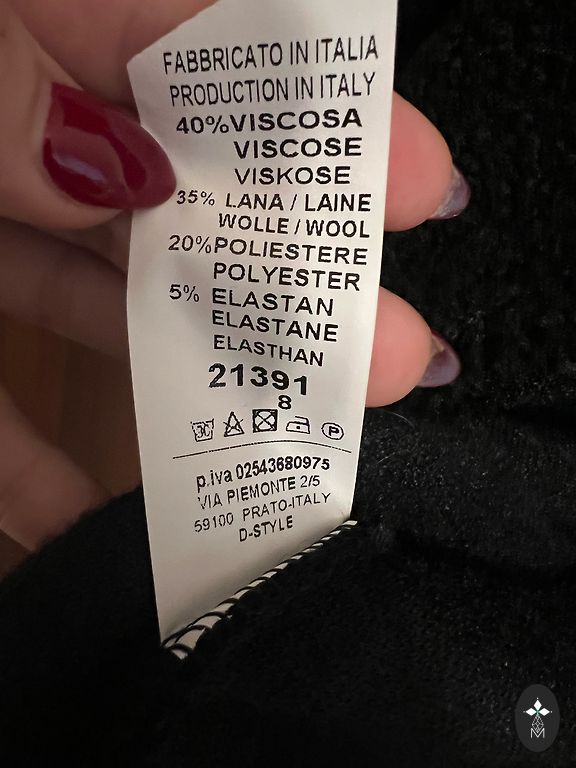 FABBRICATO IN ITALIA
PRODUCTION IN ITALY
40% VISCOSA
VISCOSE
VISKOSE
35% LANA / LAINE
WOLLE / WOOL
20% POLIESTERE
POLYESTER
5% ELASTAN
ELASTANE
ELASTHAN
21391
8
P
p.iva 02543680975
VIA PIEMONTE 2/5
59100 PRATO-ITALY
D-STYLE
M